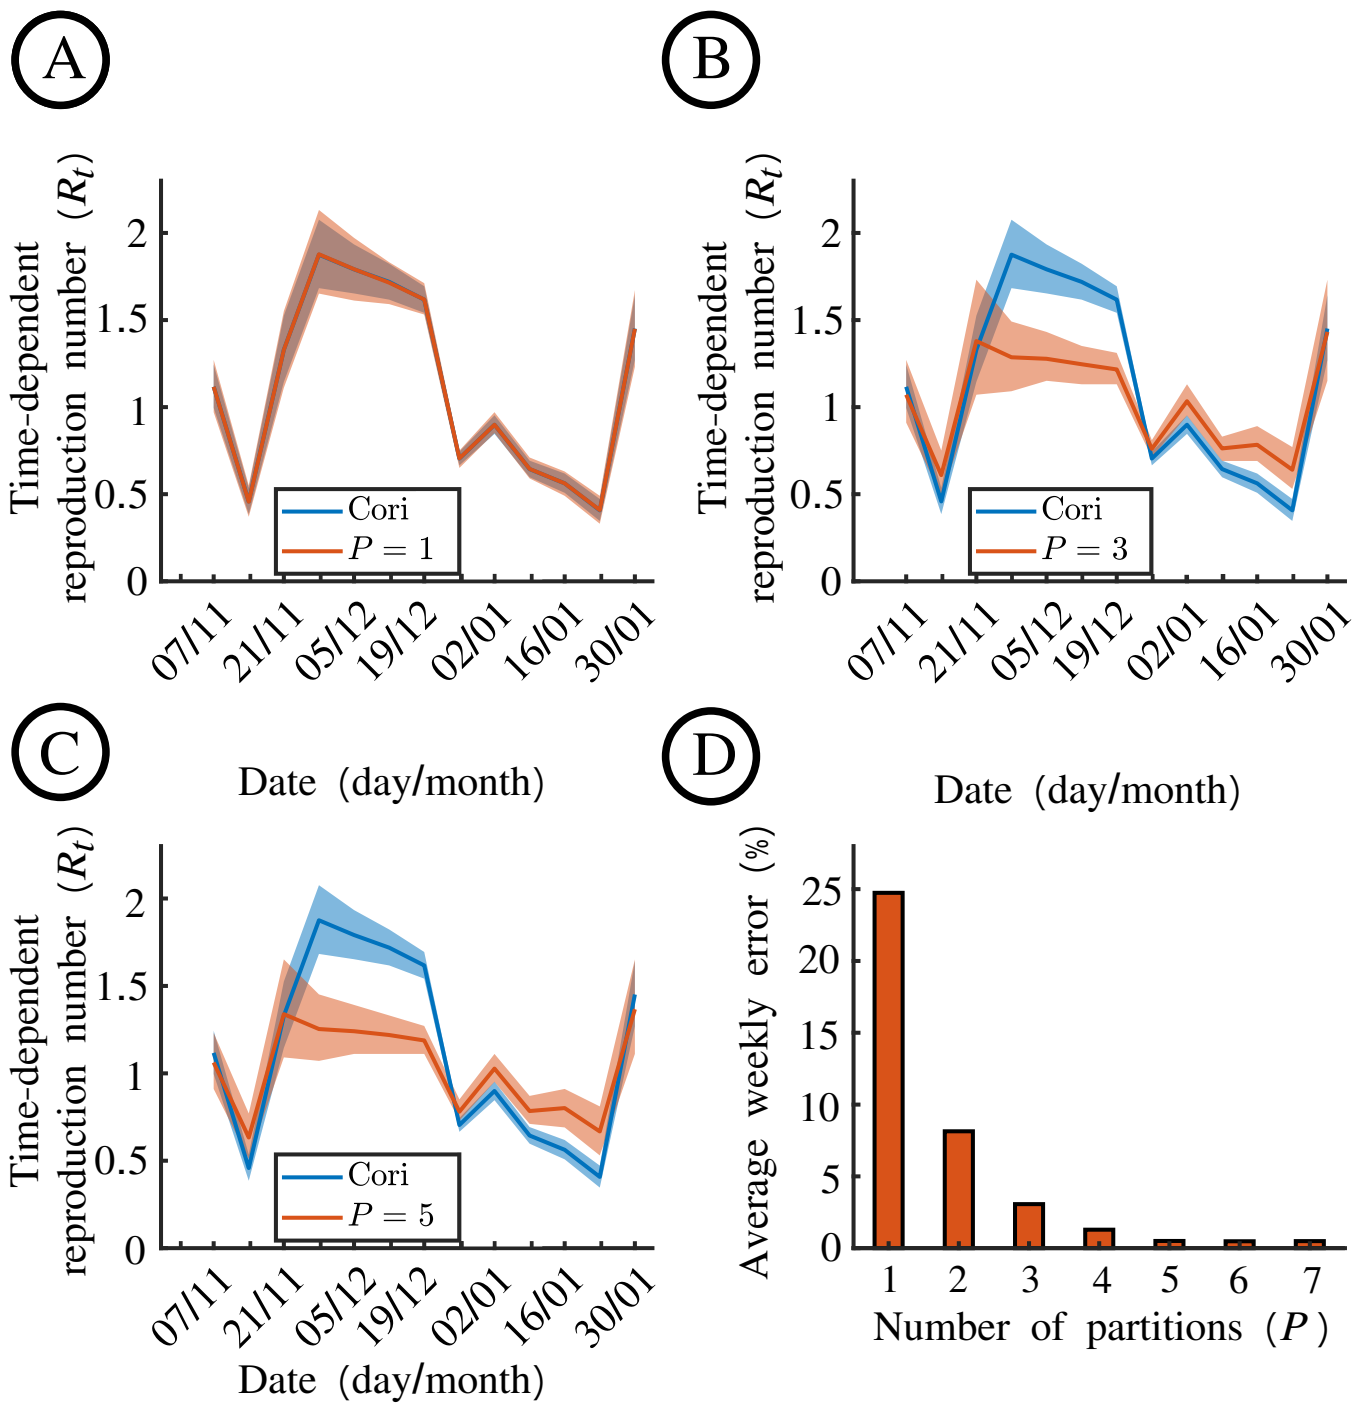 A
Time-dependent
reproduction number (Rt)
2
1.5
1
0.5
0
Cori
P = 1
07/11
21/11
05/12
19/12
02/01
16/01
30/01
Date (day/month)
B
Time-dependent
reproduction number (Rt)
2
1.5
1
0.5
0
Cori
P = 3
07/11
21/11
05/12
19/12
02/01
16/01
30/01
Date (day/month)
C
Time-dependent
reproduction number (Rt)
2
1.5
1
0.5
0
Cori
P = 5
07/11
21/11
05/12
19/12
02/01
16/01
30/01
Date (day/month)
D
Average weekly error (%)
25
20
15
10
5
0
1 2 3 4 5 6 7
Number of partitions (P)